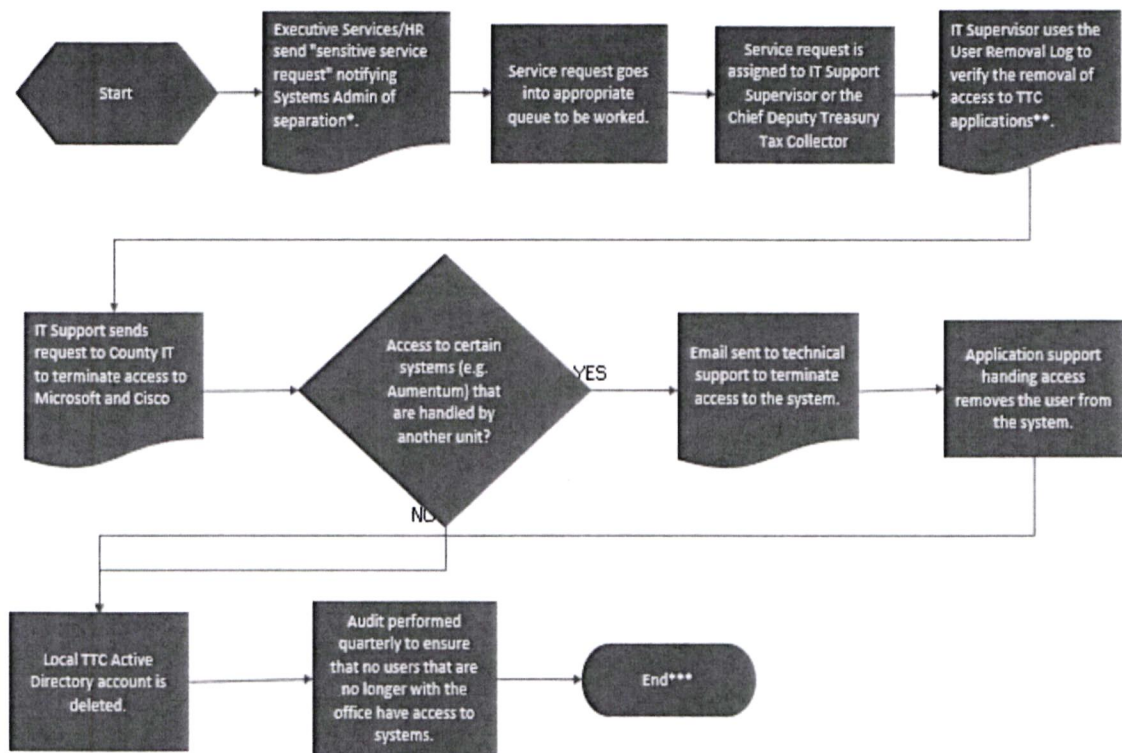 Start
Executive Services/HR
send "sensitive service
request" notifying
Systems Admin of
separation*.
Service request goes
into appropriate
queue to be worked.
Service request is
assigned to IT Support
Supervisor or the
Chief Deputy Treasury
Tax Collector
IT Supervisor uses the
User Removal Log to
verify the removal of
access to TTC
applications**.
IT Support sends
request to County IT
to terminate access to
Microsoft and Cisco
Access to certain
systems (e.g.
Aumentum) that
are handled by
another unit?
YES
NO
Email sent to technical
support to terminate
access to the system.
Application support
handing access
removes the user from
the system.
Local TTC Active
Directory account is
deleted.
Audit performed
quarterly to ensure
that no users that are
no longer with the
office have access to
systems.
End***